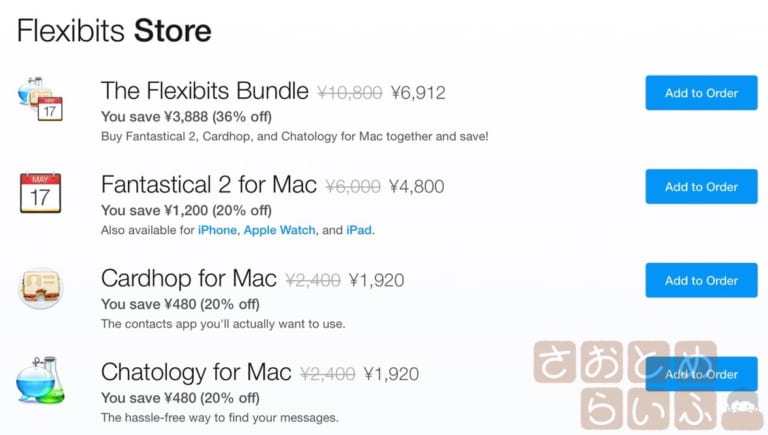 Flexibits Store
The Flexibits Bundle ¥10,800 ¥6,912
Add to Order
You save ¥3,888 (36% off)
Buy Fantastical 2, Cardhop, and Chatology for Mac together and save!
MAY
17
MAY
17
Fantastical 2 for Mac ¥6,000 ¥4,800
Add to Order
You save ¥1,200 (20% off)
Also available for iPhone, Apple Watch, and iPad.
Cardhop for Mac ¥2,400 ¥1,920
Add to Order
You save ¥480 (20% off)
The contacts app you'll actually want to use.
Chatology for Mac ¥2,400 ¥1,920
Add to Order
You save ¥480 (20% off)
The hassle-free way to find your messages.
さおとめ
らいふ